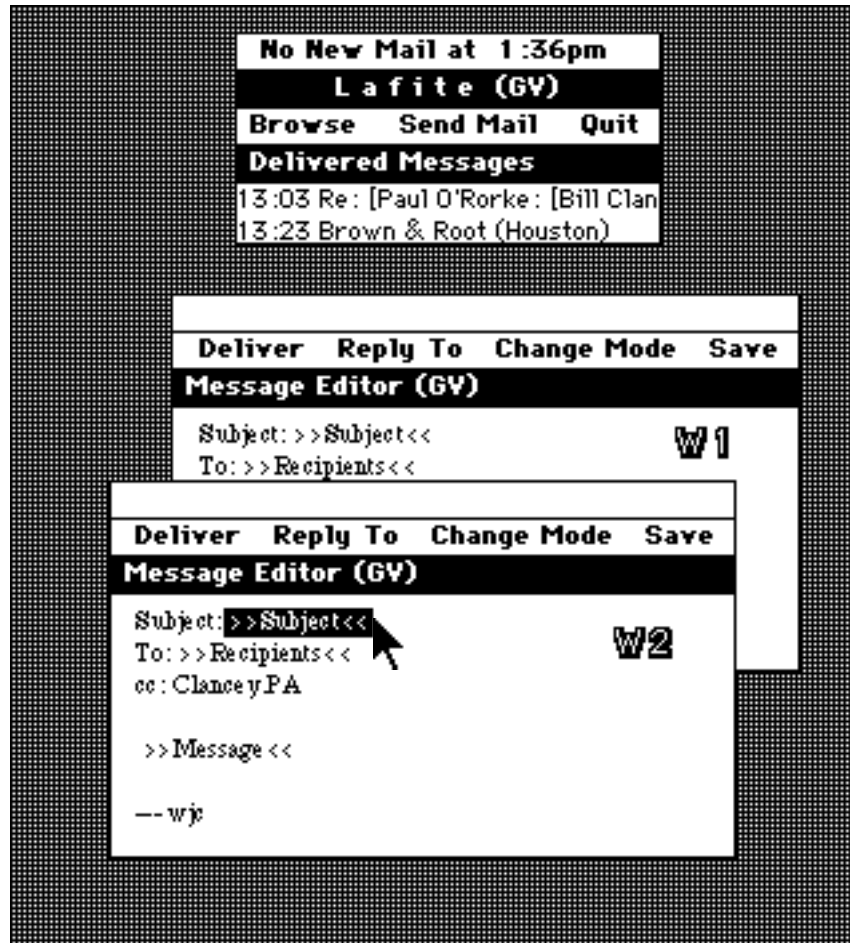 No New Mail at 1:36pm
Lafite (GV)
Browse Send Mail Quit
Delivered Messages
13:03 Re: [Paul O'Rorke: [Bill Clan
13:23 Brown & Root (Houston)
Deliver Reply To Change Mode Save
Message Editor (GV)
Subject: >>Subject<<
To: >>Recipients<<
W1
Deliver Reply To Change Mode Save
Message Editor (GV)
Subject: >>Subject<<
To: >>Recipients<<
cc: Clancey.PA
W2
>>Message<<
--- wjc